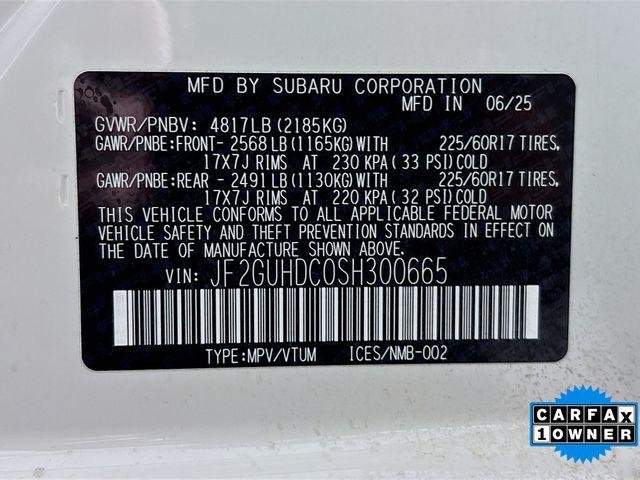 MFD BY SUBARU CORPORATION
MFD IN 06/25
GVWR/PNBV: 4817LB (2185KG)
GAWR/PNBE:FRONT- 2568 LB (1165KG) WITH 225/60R17 TIRES,
17X7J RIMS AT 230 KPA ( 33 PSI) COLD
GAWR/PNBE:REAR - 2491 LB (1130KG) WITH 225/60R17 TIRES,
17X7J RIMS AT 220 KPA ( 32 PSI) COLD
THIS VEHICLE CONFORMS TO ALL APPLICABLE FEDERAL MOTOR
VEHICLE SAFETY AND THEFT PREVENTION STANDARDS IN EFFECT ON
THE DATE OF MANUFACTURE SHOWN ABOVE.
VIN: JF2GUHDC0SH300665
TYPE:MPV/VTUM ICES/NMB-002
CARFAX
1 OWNER